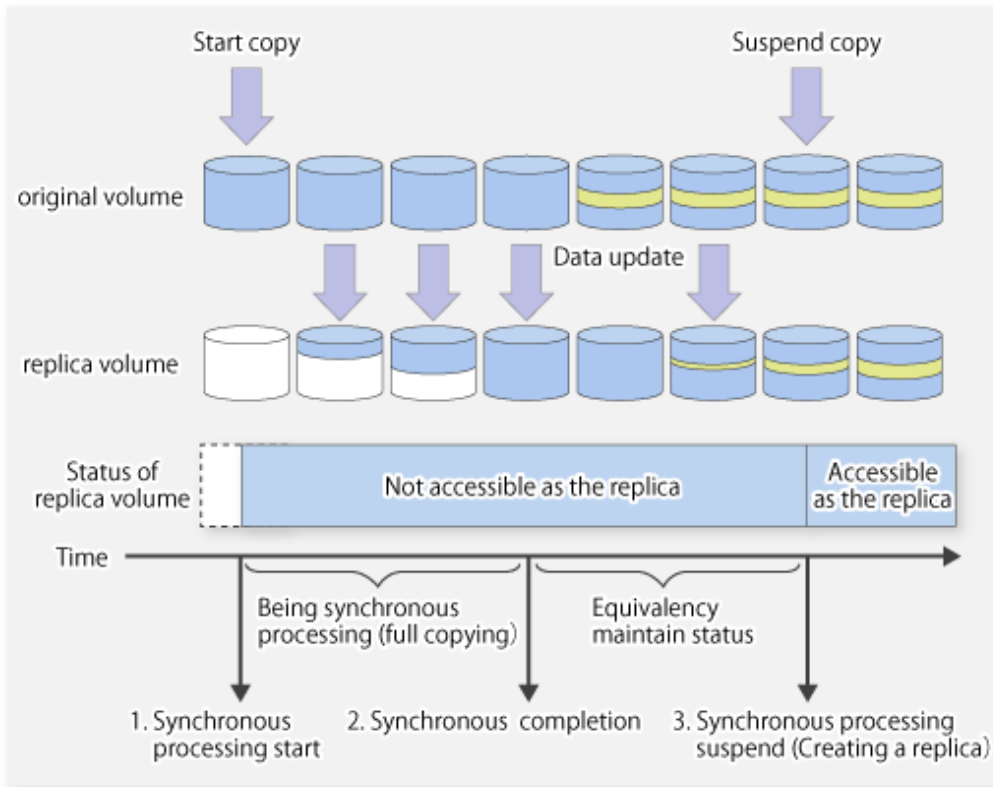 Start copy
Suspend copy
original volume
Data update
replica volume
Status of
replica volume
Not accessible as the replica
Accessible
as the replica
Time
Being synchronous
processing (full copying)
Equivalency
maintain status
1. Synchronous
processing start
2. Synchronous completion
3. Synchronous processing
suspend (Creating a replica)